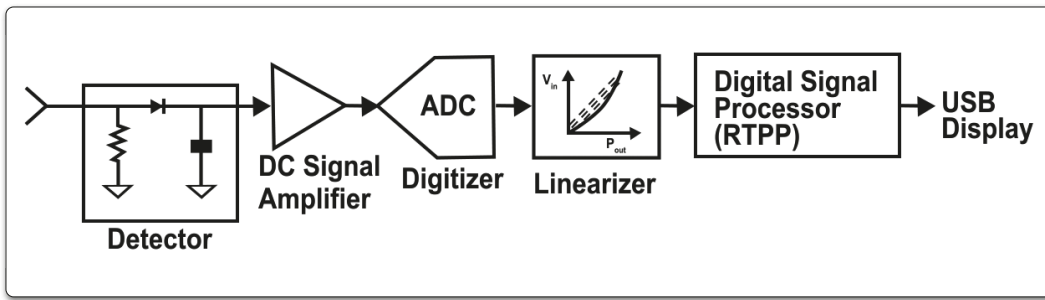 Detector
DC Signal
Amplifier
ADC
Digitizer
Vin
Pout
Linearizer
Digital Signal
Processor
(RTPP)
USB
Display